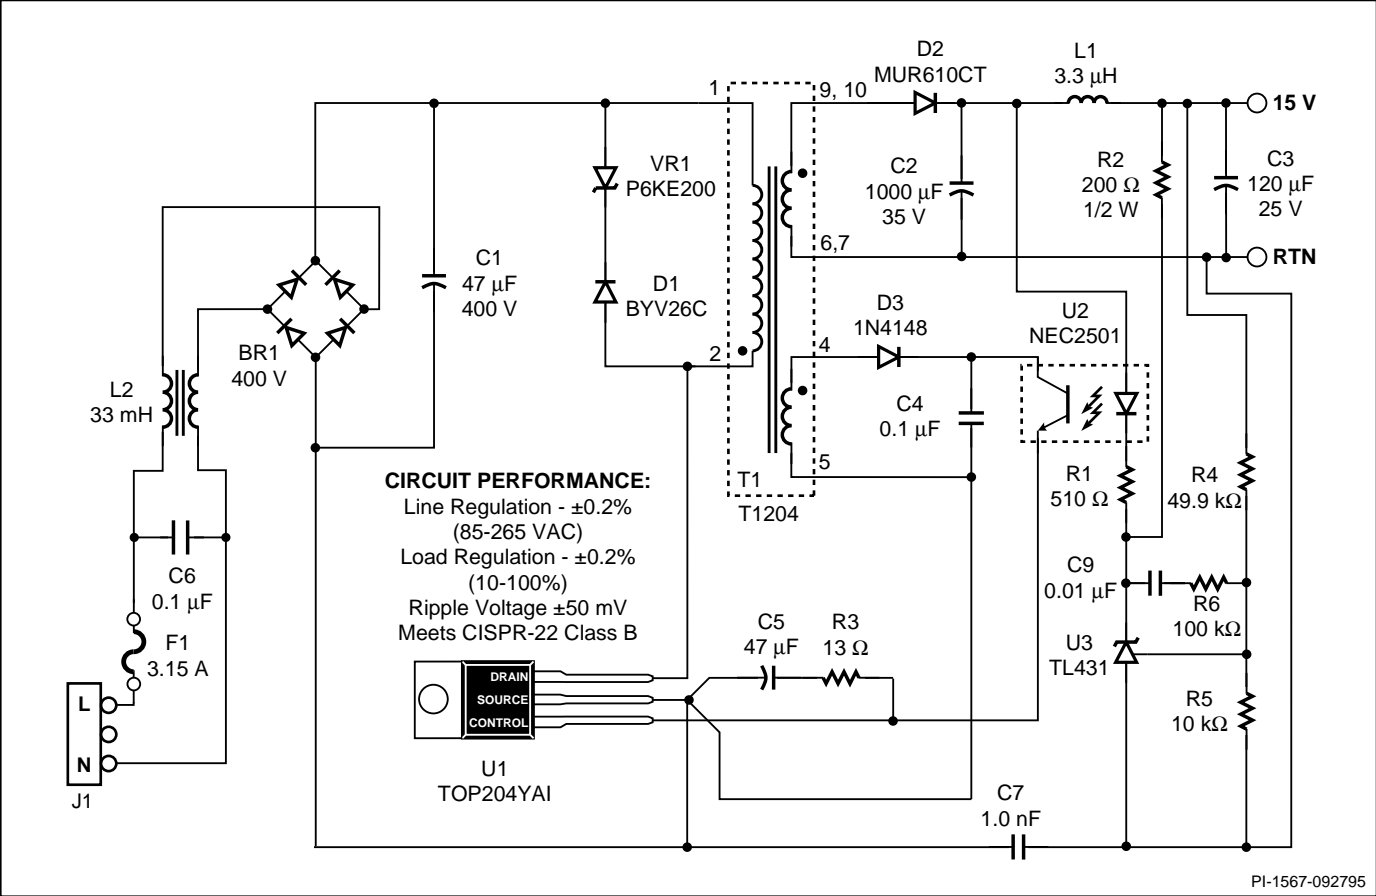 D2
MUR610CT
L1
3.3 µH
1
9, 10
15 V
VR1
P6KE200
C2
1000 µF
35 V
R2
200 Ω
1/2 W
C3
120 µF
25 V
6,7
RTN
C1
47 µF
400 V
D1
BYV26C
D3
1N4148
U2
NEC2501
BR1
400 V
2
4
L2
33 mH
C4
0.1 µF
5
T1
T1204
R1
510 Ω
R4
49.9 kΩ
CIRCUIT PERFORMANCE:
Line Regulation - ±0.2%
(85-265 VAC)
Load Regulation - ±0.2%
(10-100%)
Ripple Voltage ±50 mV
Meets CISPR-22 Class B
C6
0.1 µF
C9
0.01 µF
R6
100 kΩ
F1
3.15 A
C5
47 µF
R3
13 Ω
U3
TL431
DRAIN
SOURCE
CONTROL
R5
10 kΩ
L
N
J1
U1
TOP204YAI
C7
1.0 nF
PI-1567-092795